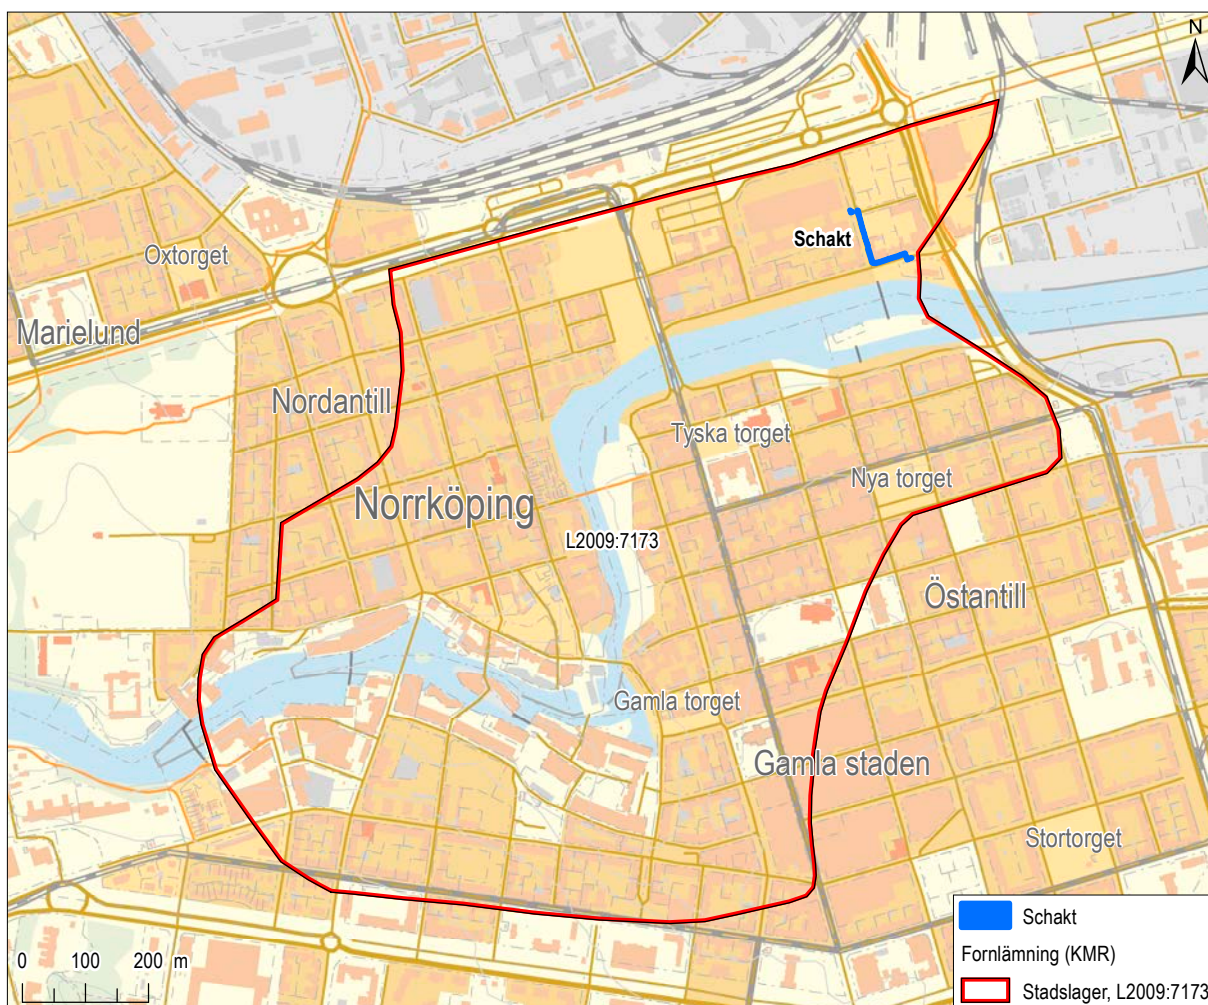 N
Schakt
Oxtorget
Marielund
Nordantill
Tyska torget
Nya torget
Norrköping
L2009:7173
Östantill
Gamla torget
Gamla staden
Stortorget
Schakt
Fornlämning (KMR)
Stadslager, L2009:7173
0 100 200 m